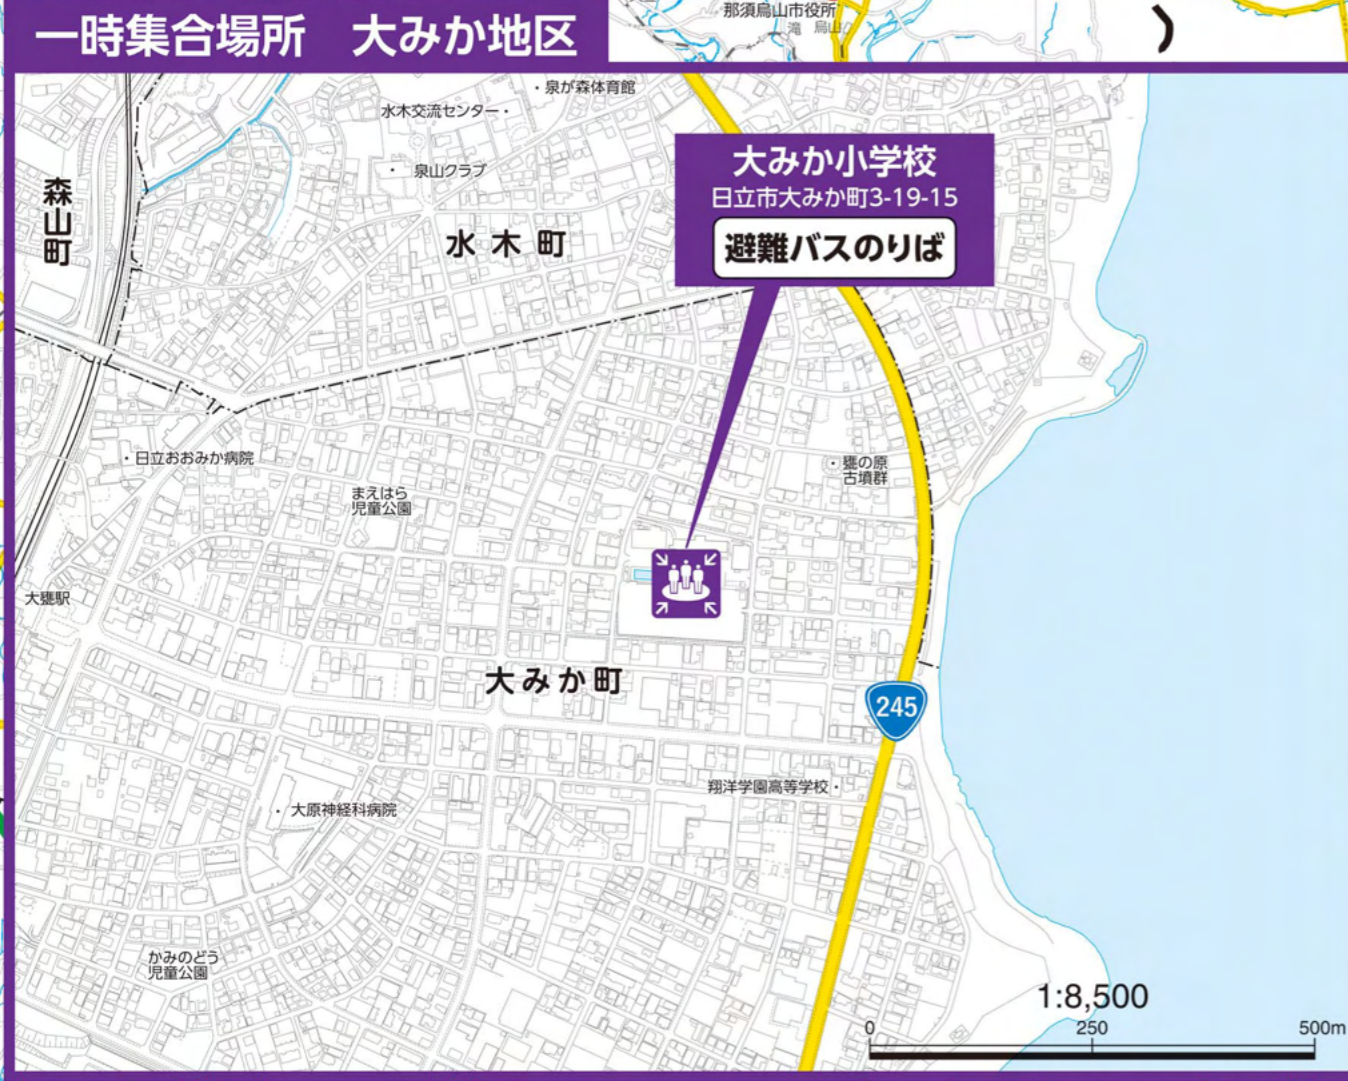 一時集合場所　大みか地区
那須烏山市役所
滝 烏山
・泉が森体育館
水木交流センター・
・ 泉山クラブ
森山町
水木町
大みか小学校
日立市大みか町3-19-15
避難バスのりば
・日立おおみか病院
まえはら
児童公園
・甕の原
古墳群
大甕駅
大みか町
245
翔洋学園高等学校・
・ 大原神経科病院
かみのどう
児童公園
1:8,500
0 250 500m